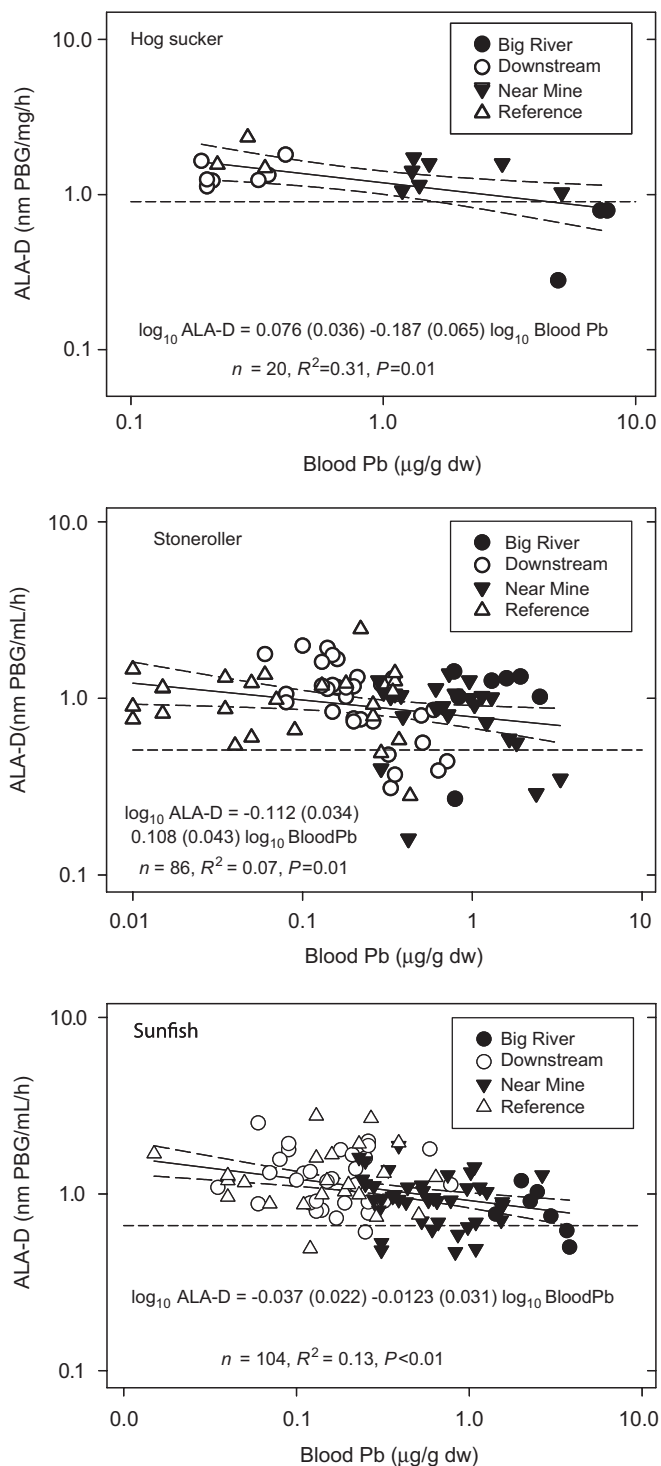 Hog sucker
Big River
Downstream
Near Mine
Reference
10.0
1.0
0.1
ALA-D (nm PBG/mg/h)
log10 ALA-D = 0.076 (0.036) -0.187 (0.065) log10 Blood Pb
n = 20, R2=0.31, P=0.01
0.1 1.0 10.0
Blood Pb (μg/g dw)
Stoneroller
Big River
Downstream
Near Mine
Reference
10.0
1.0
0.1
ALA-D(nm PBG/mL/h)
log10 ALA-D = -0.112 (0.034)
0.108 (0.043) log10 BloodPb
n = 86, R2 = 0.07, P=0.01
0.01 0.1 1 10
Blood Pb (μg/g dw)
Sunfish
Big River
Downstream
Near Mine
Reference
10.0
1.0
0.1
ALA-D (nm PBG/mL/h)
log10 ALA-D = -0.037 (0.022) -0.0123 (0.031) log10 BloodPb
n = 104, R2 = 0.13, P<0.01
0.0 0.1 1.0 10.0
Blood Pb (μg/g dw)